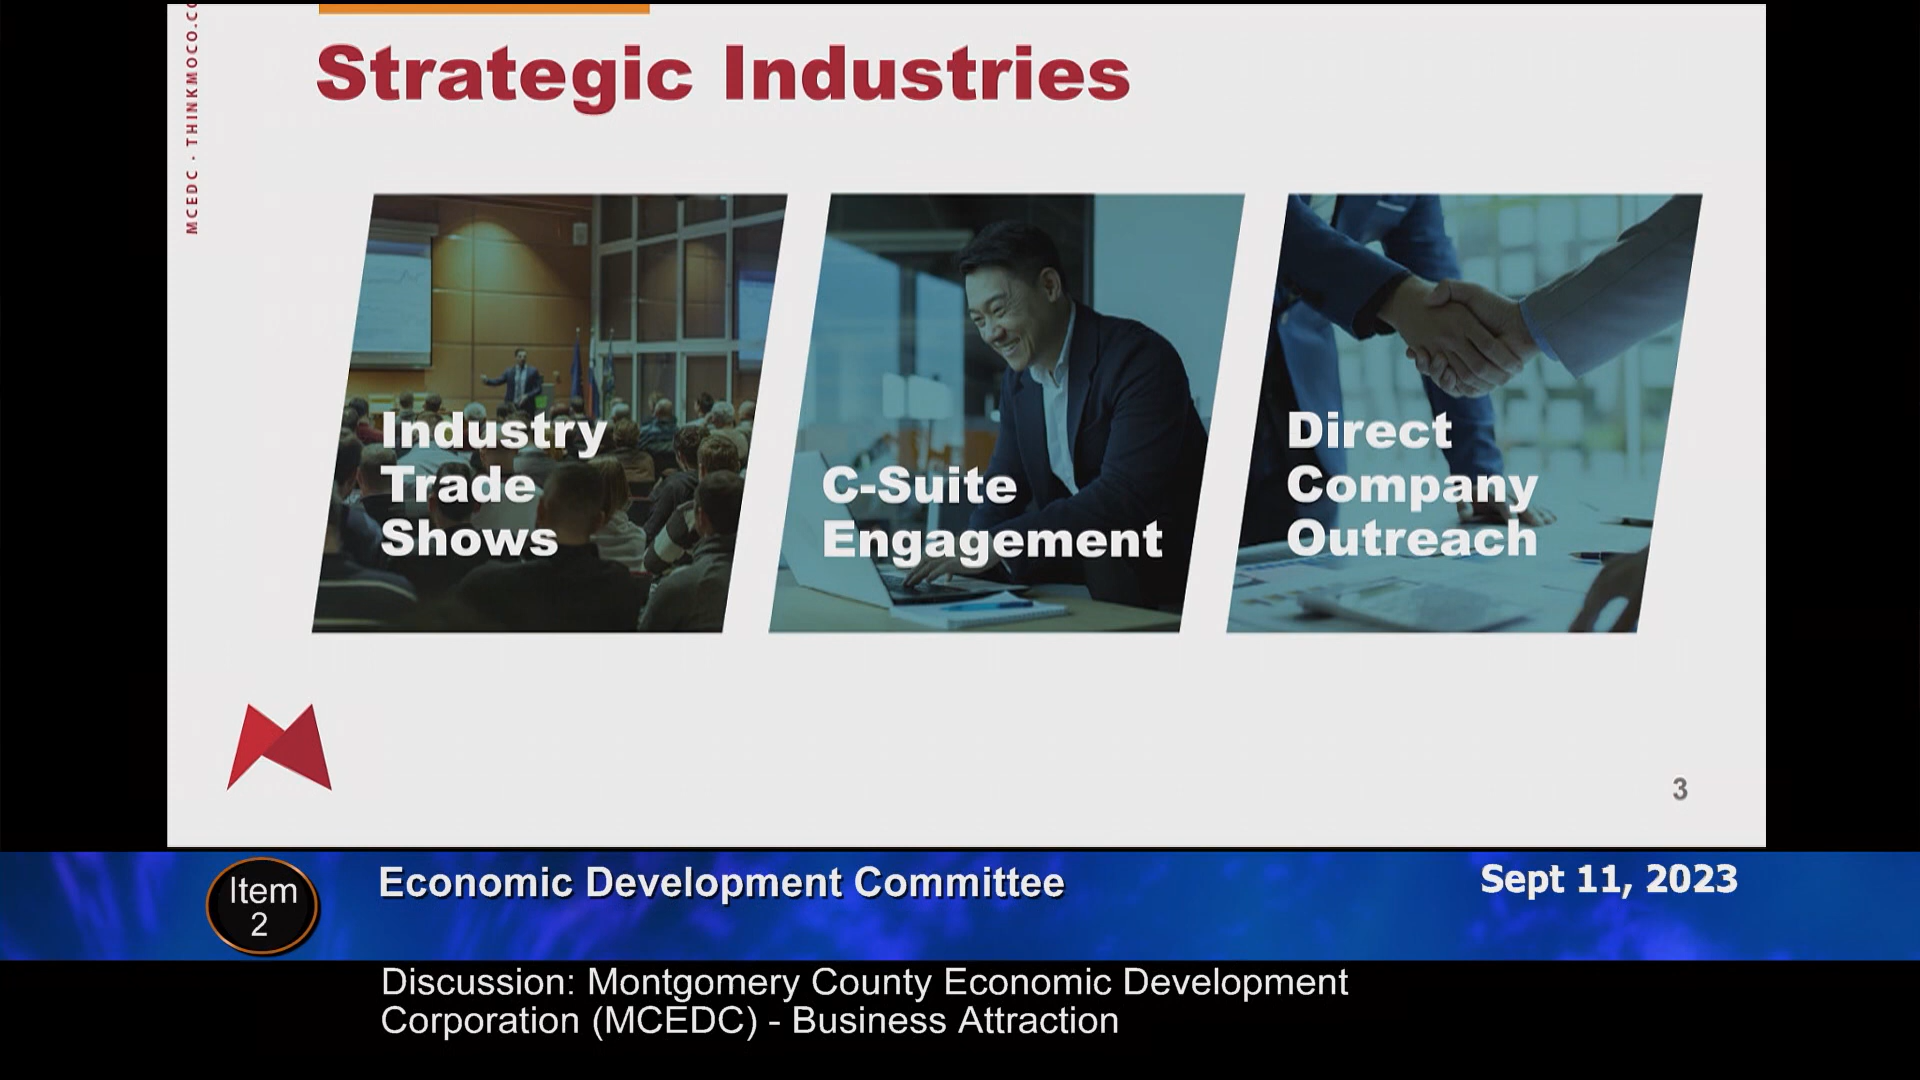 MCEDC · THINKMOCO.C
Strategic Industries
Industry
Trade
Shows
C-Suite
Engagement
Direct
Company
Outreach
3
Item
2
Economic Development Committee
Sept 11, 2023
Discussion: Montgomery County Economic Development
Corporation (MCEDC) - Business Attraction